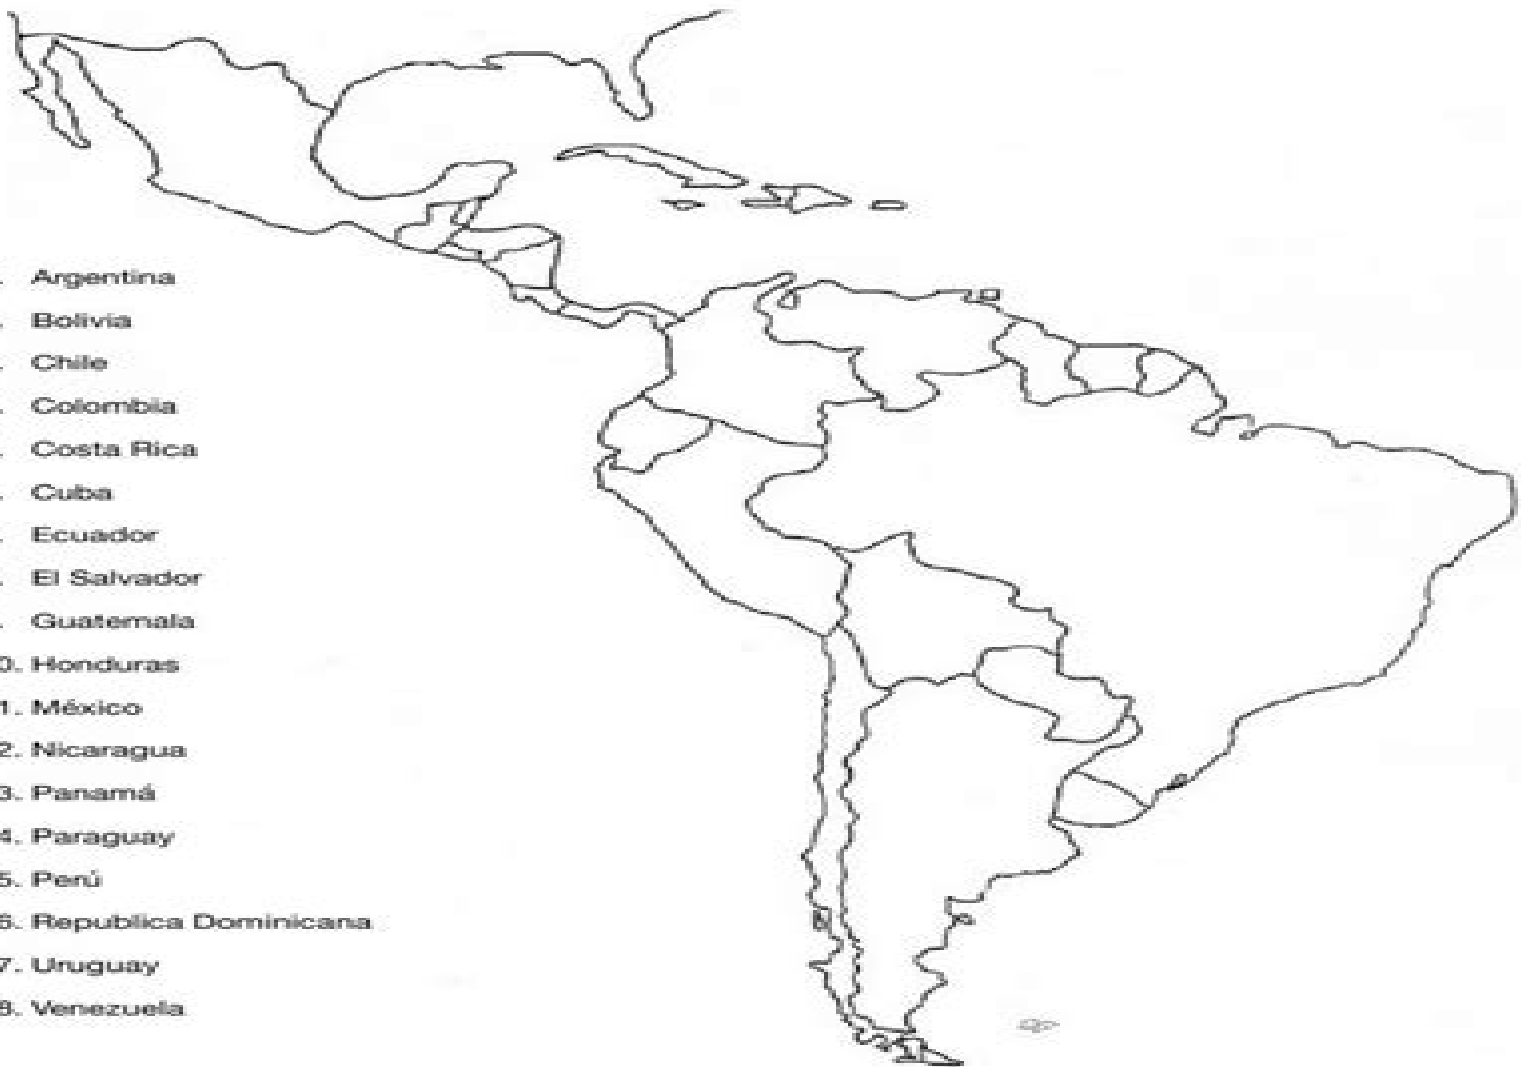 . Argentina
. Bolivia
. Chile
. Colombia
. Costa Rica
. Cuba
. Ecuador
. El Salvador
. Guatemala
0. Honduras
1. México
2. Nicaragua
3. Panamá
4. Paraguay
5. Perú
6. Republica Dominicana
7. Uruguay
8. Venezuela